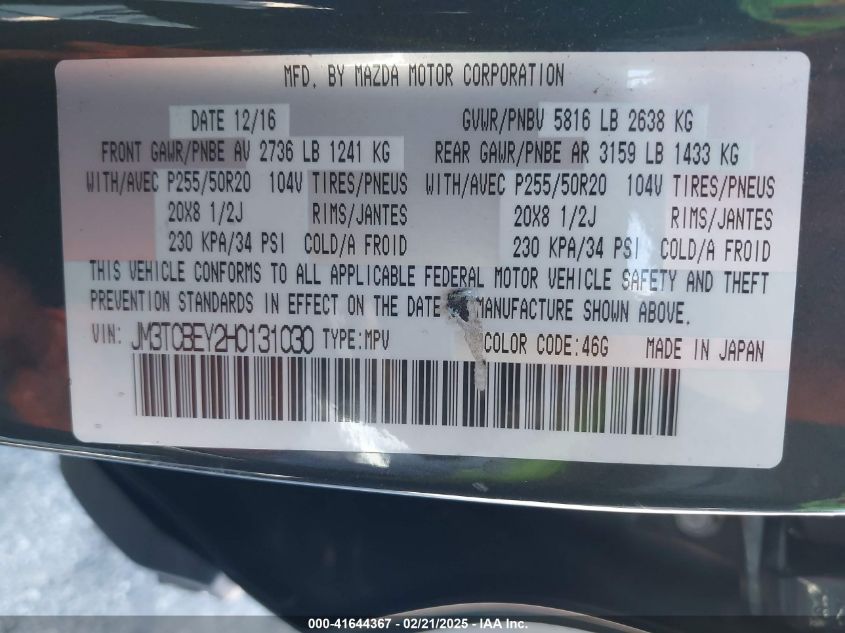 MFD. BY MAZDA MOTOR CORPORATION
DATE 12/16 GVWR/PNBV 5816 LB 2638 KG
FRONT GAWR/PNBE AV 2736 LB 1241 KG REAR GAWR/PNBE AR 3159 LB 1433 KG
WITH/AVEC P255/50R20 104V TIRES/PNEUS WITH/AVEC P255/50R20 104V TIRES/PNEUS
20X8 1/2J RIMS/JANTES 20X8 1/2J RIMS/JANTES
230 KPA/34 PSI COLD/A FROID 230 KPA/34 PSI COLD/A FROID
THIS VEHICLE CONFORMS TO ALL APPLICABLE FEDERAL MOTOR VEHICLE SAFETY AND THEFT
PREVENTION STANDARDS IN EFFECT ON THE DATE MANUFACTURE SHOWN ABOVE.
VIN: JM3TCBEY2H0131030 TYPE:MPV COLOR CODE:46G MADE IN JAPAN
000-41644367 - 02/21/2025 - IAA Inc.